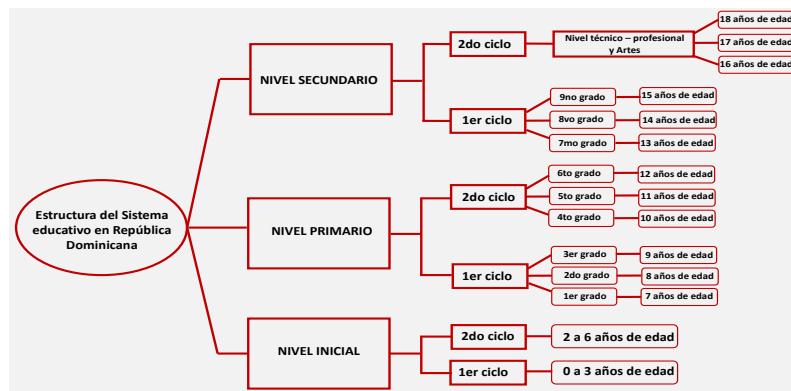 Estructura del Sistema
educativo en República
Dominicana
NIVEL SECUNDARIO
2do ciclo
Nivel técnico – profesional
y Artes
18 años de edad
17 años de edad
16 años de edad
1er ciclo
9no grado
15 años de edad
8vo grado
14 años de edad
7mo grado
13 años de edad
NIVEL PRIMARIO
2do ciclo
6to grado
12 años de edad
5to grado
11 años de edad
4to grado
10 años de edad
1er ciclo
3er grado
9 años de edad
2do grado
8 años de edad
1er grado
7 años de edad
NIVEL INICIAL
2do ciclo
2 a 6 años de edad
1er ciclo
0 a 3 años de edad